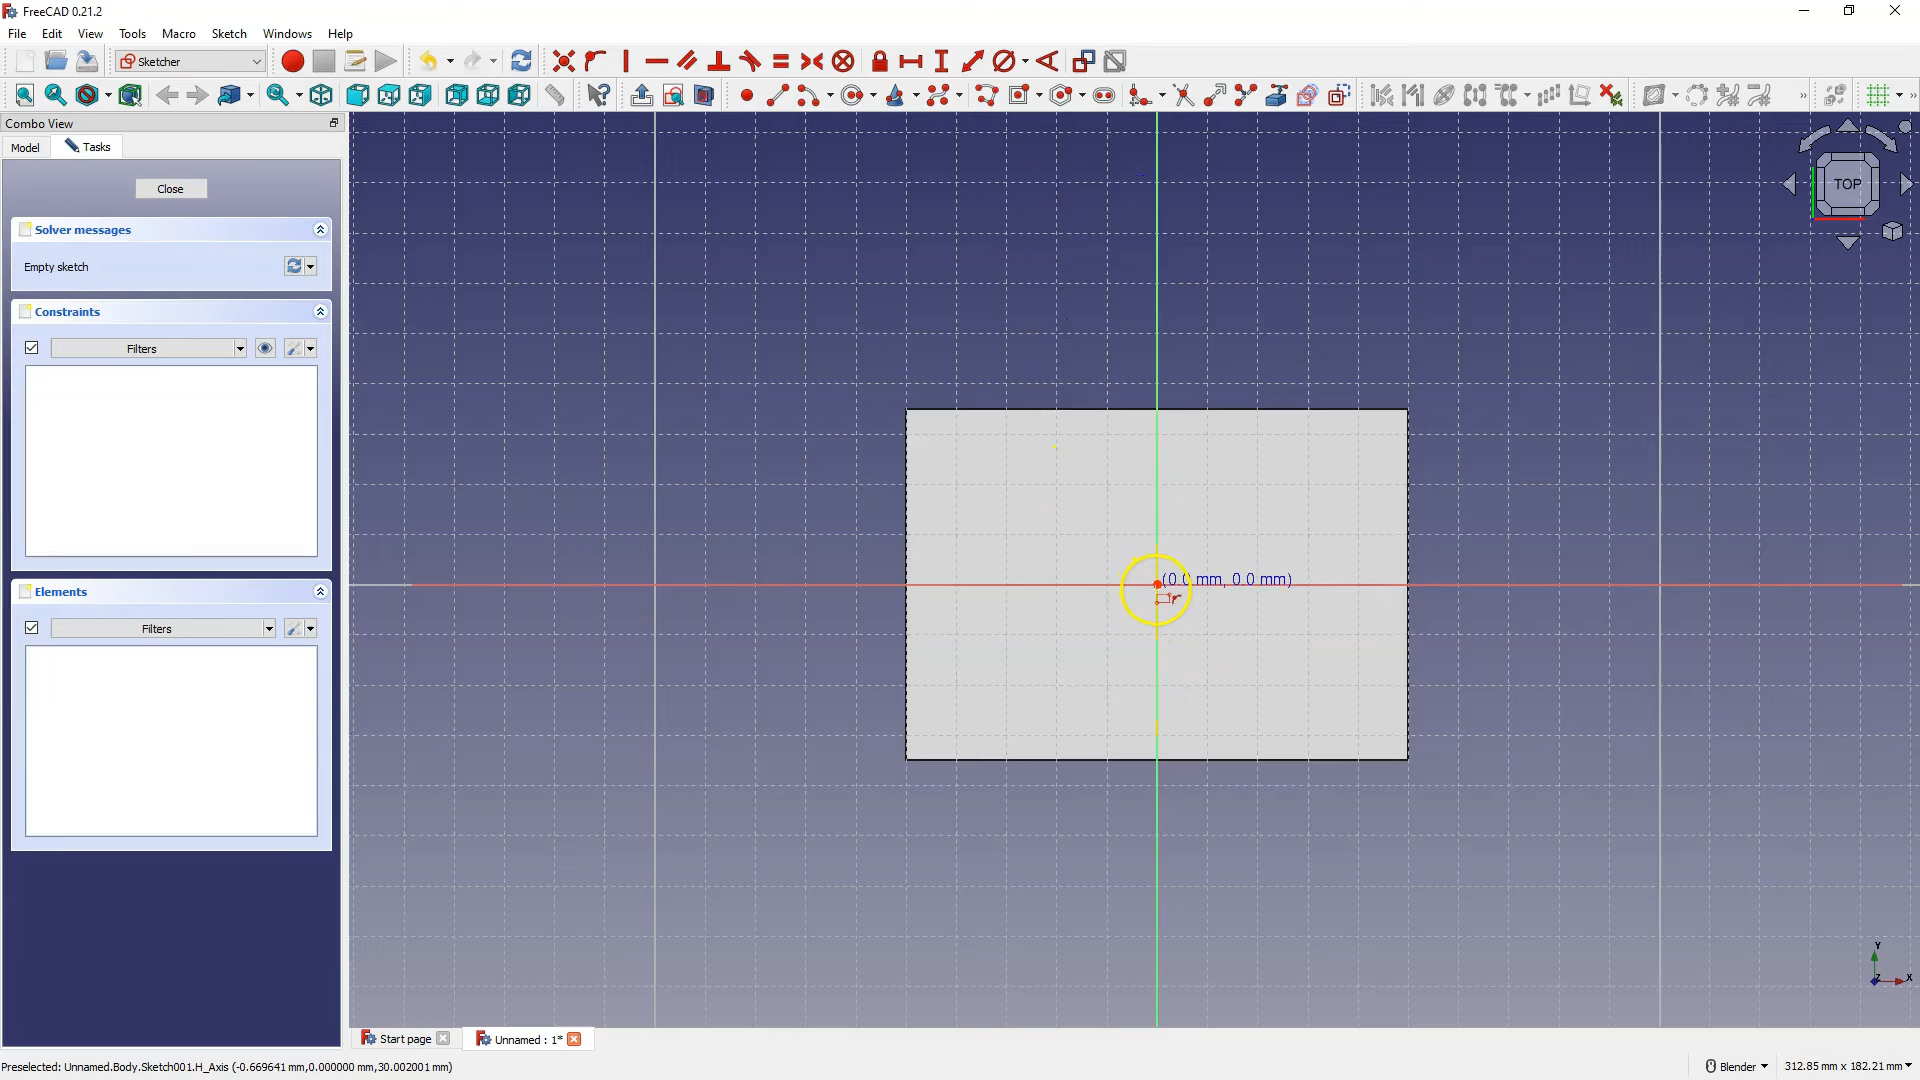 FreeCAD 0.21.2
File Edit View Tools Macro Sketch Windows Help
Sketcher
Combo View
Model Tasks
Close
Solver messages
Empty sketch
Constraints
Filters
Elements
Filters
TOP
(0.0 mm, 0.0 mm)
Y
Z
X
Start page
Unnamed : 1*
Preselected: Unnamed.Body.Sketch001.H_Axis (-0.669641 mm,0.000000 mm,30.002001 mm)
Blender
312.85 mm x 182.21 mm